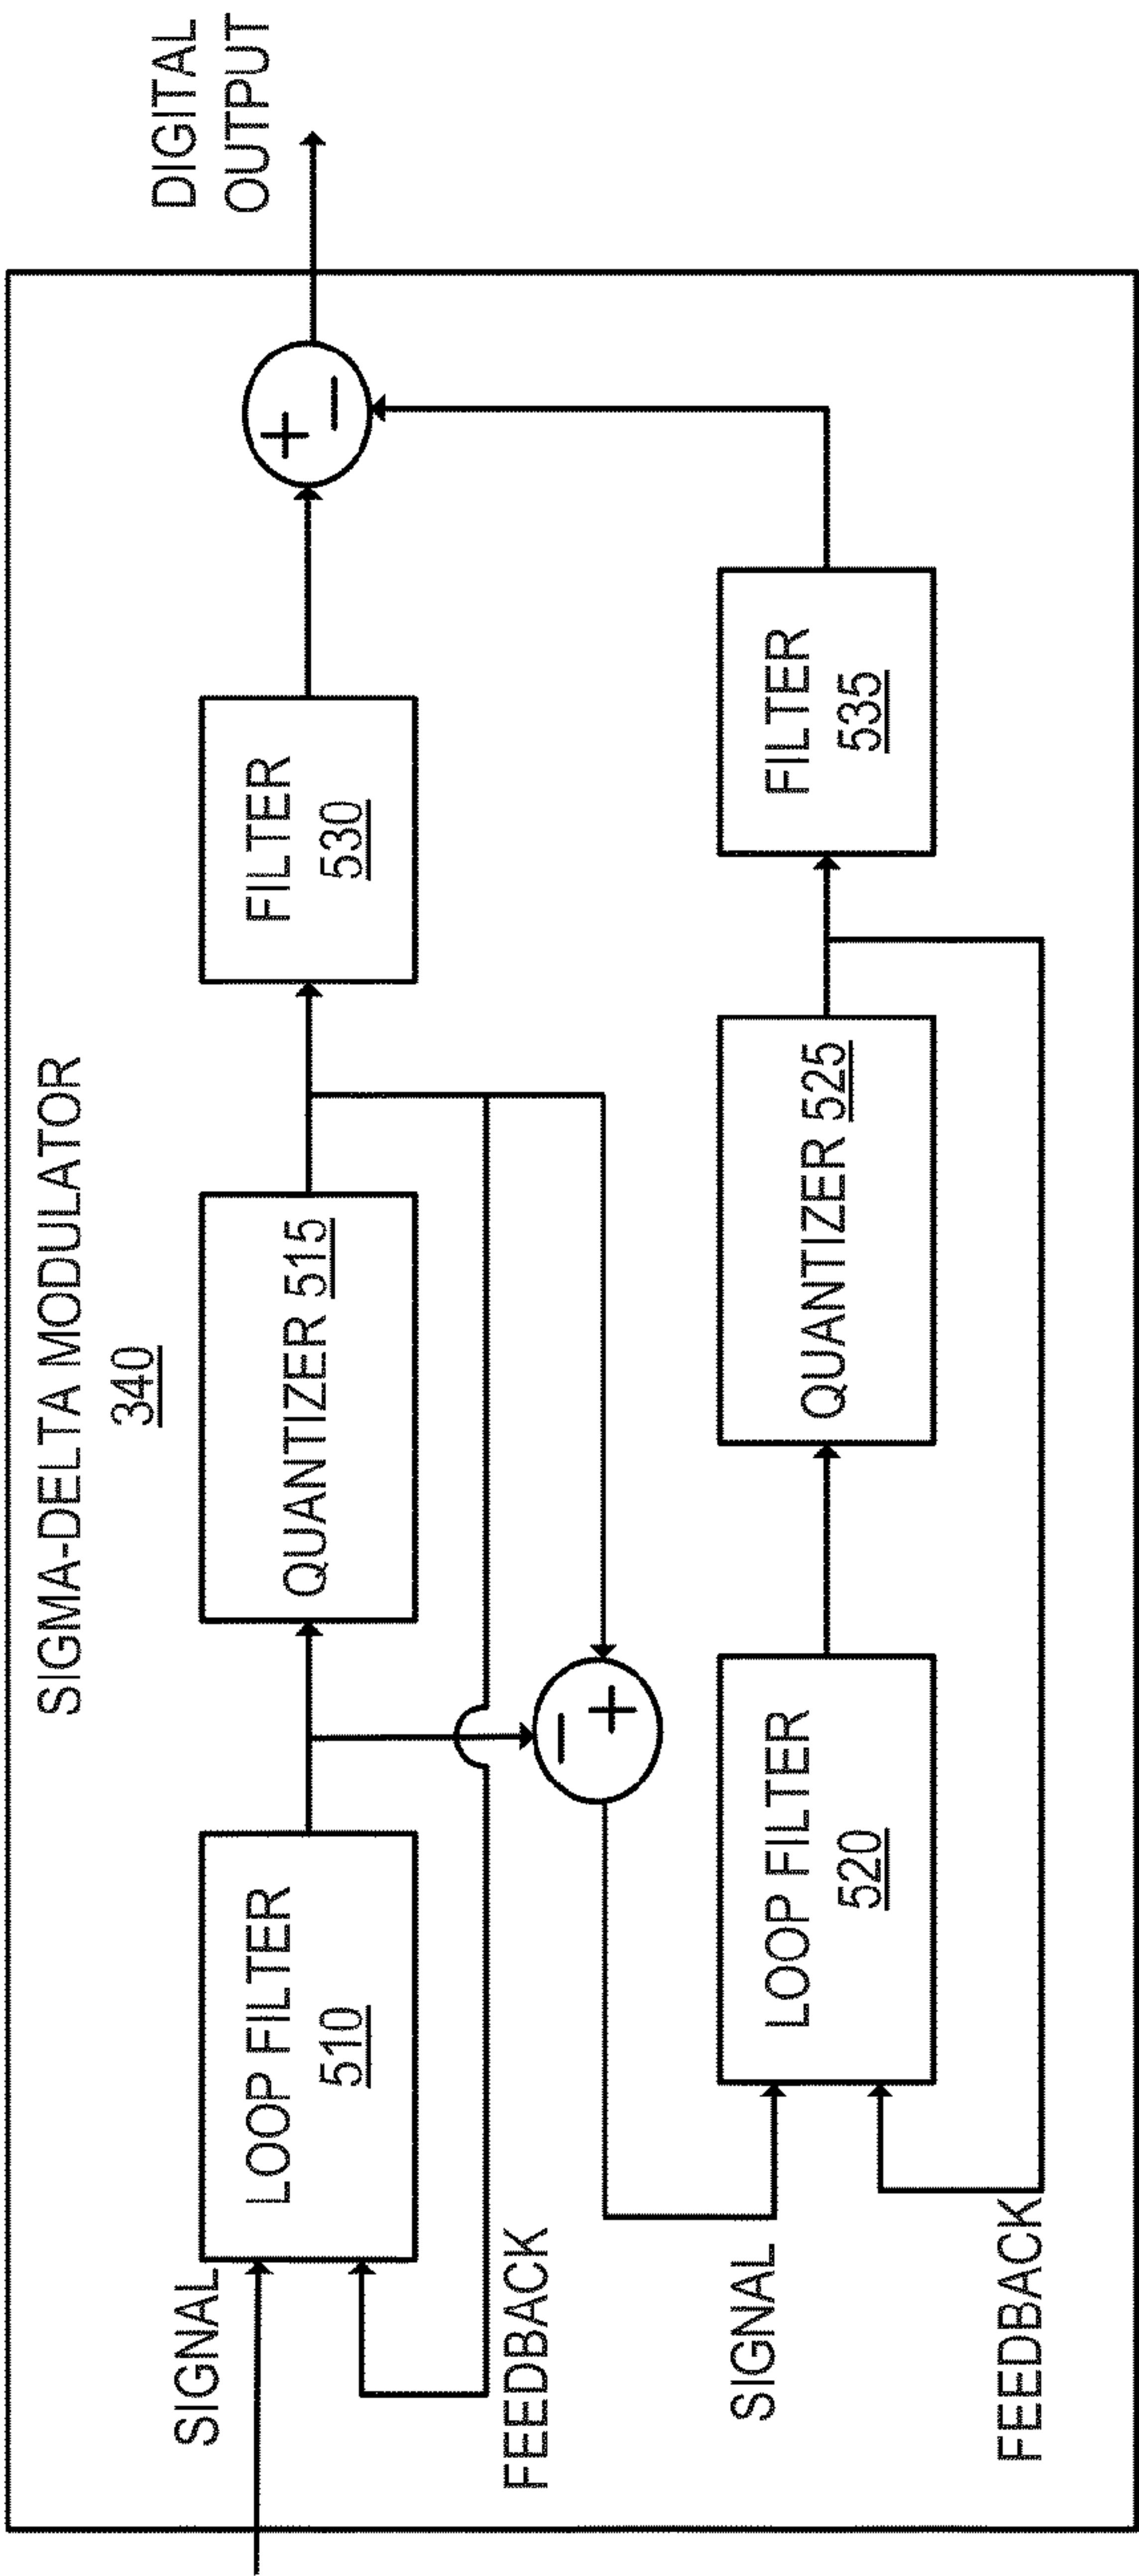 SIGMA-DELTA MODULATOR
340
SIGNAL
LOOP FILTER
510
QUANTIZER 515
FILTER
530
+
−
DIGITAL
OUTPUT
FEEDBACK
−
+
SIGNAL
LOOP FILTER
520
QUANTIZER 525
FILTER
535
FEEDBACK